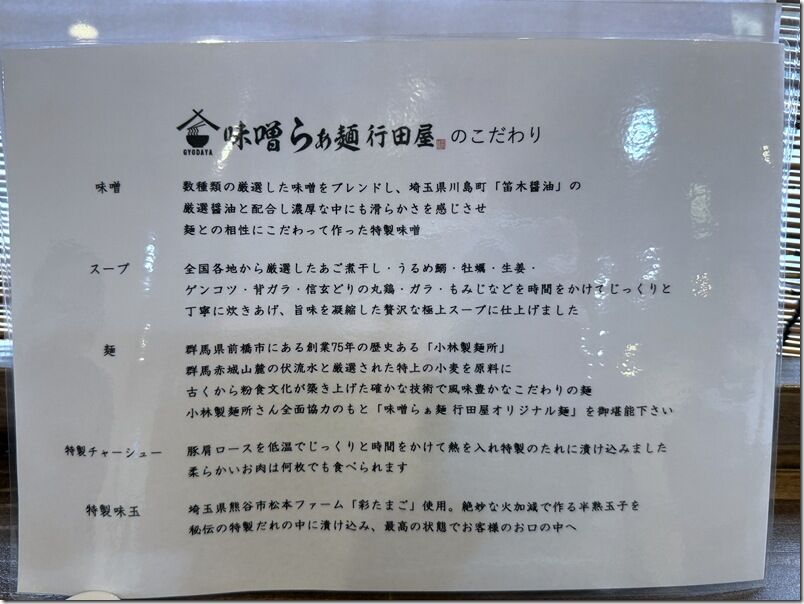 GYODAYA
味噌らぁ麺 行田屋 のこだわり
味噌 数種類の厳選した味噌をブレンドし、埼玉県川島町「笛木醤油」の
厳選醤油と配合し濃厚な中にも滑らかさを感じさせ
麺との相性にこだわって作った特製味噌
スープ 全国各地から厳選したあご煮干し・うるめ鰯・牡蠣・生姜・
ゲンコツ・背ガラ・信玄どりの丸鶏・ガラ・もみじなどを時間をかけてじっくりと
丁寧に炊きあげ、旨味を凝縮した贅沢な極上スープに仕上げました
麺 群馬県前橋市にある創業75年の歴史ある「小林製麺所」
群馬赤城山麓の伏流水と厳選された特上の小麦を原料に
古くから粉食文化が築き上げた確かな技術で風味豊かなこだわりの麺
小林製麺所さん全面協力のもと「味噌らぁ麺 行田屋オリジナル麺」を御堪能下さい
特製チャーシュー 豚肩ロースを低温でじっくりと時間をかけて熱を入れ特製のたれに漬け込みました
柔らかいお肉は何枚でも食べられます
特製味玉 埼玉県熊谷市松本ファーム「彩たまご」使用。絶妙な火加減で作る半熟玉子を
秘伝の特製だれの中に漬け込み、最高の状態でお客様のお口の中へ